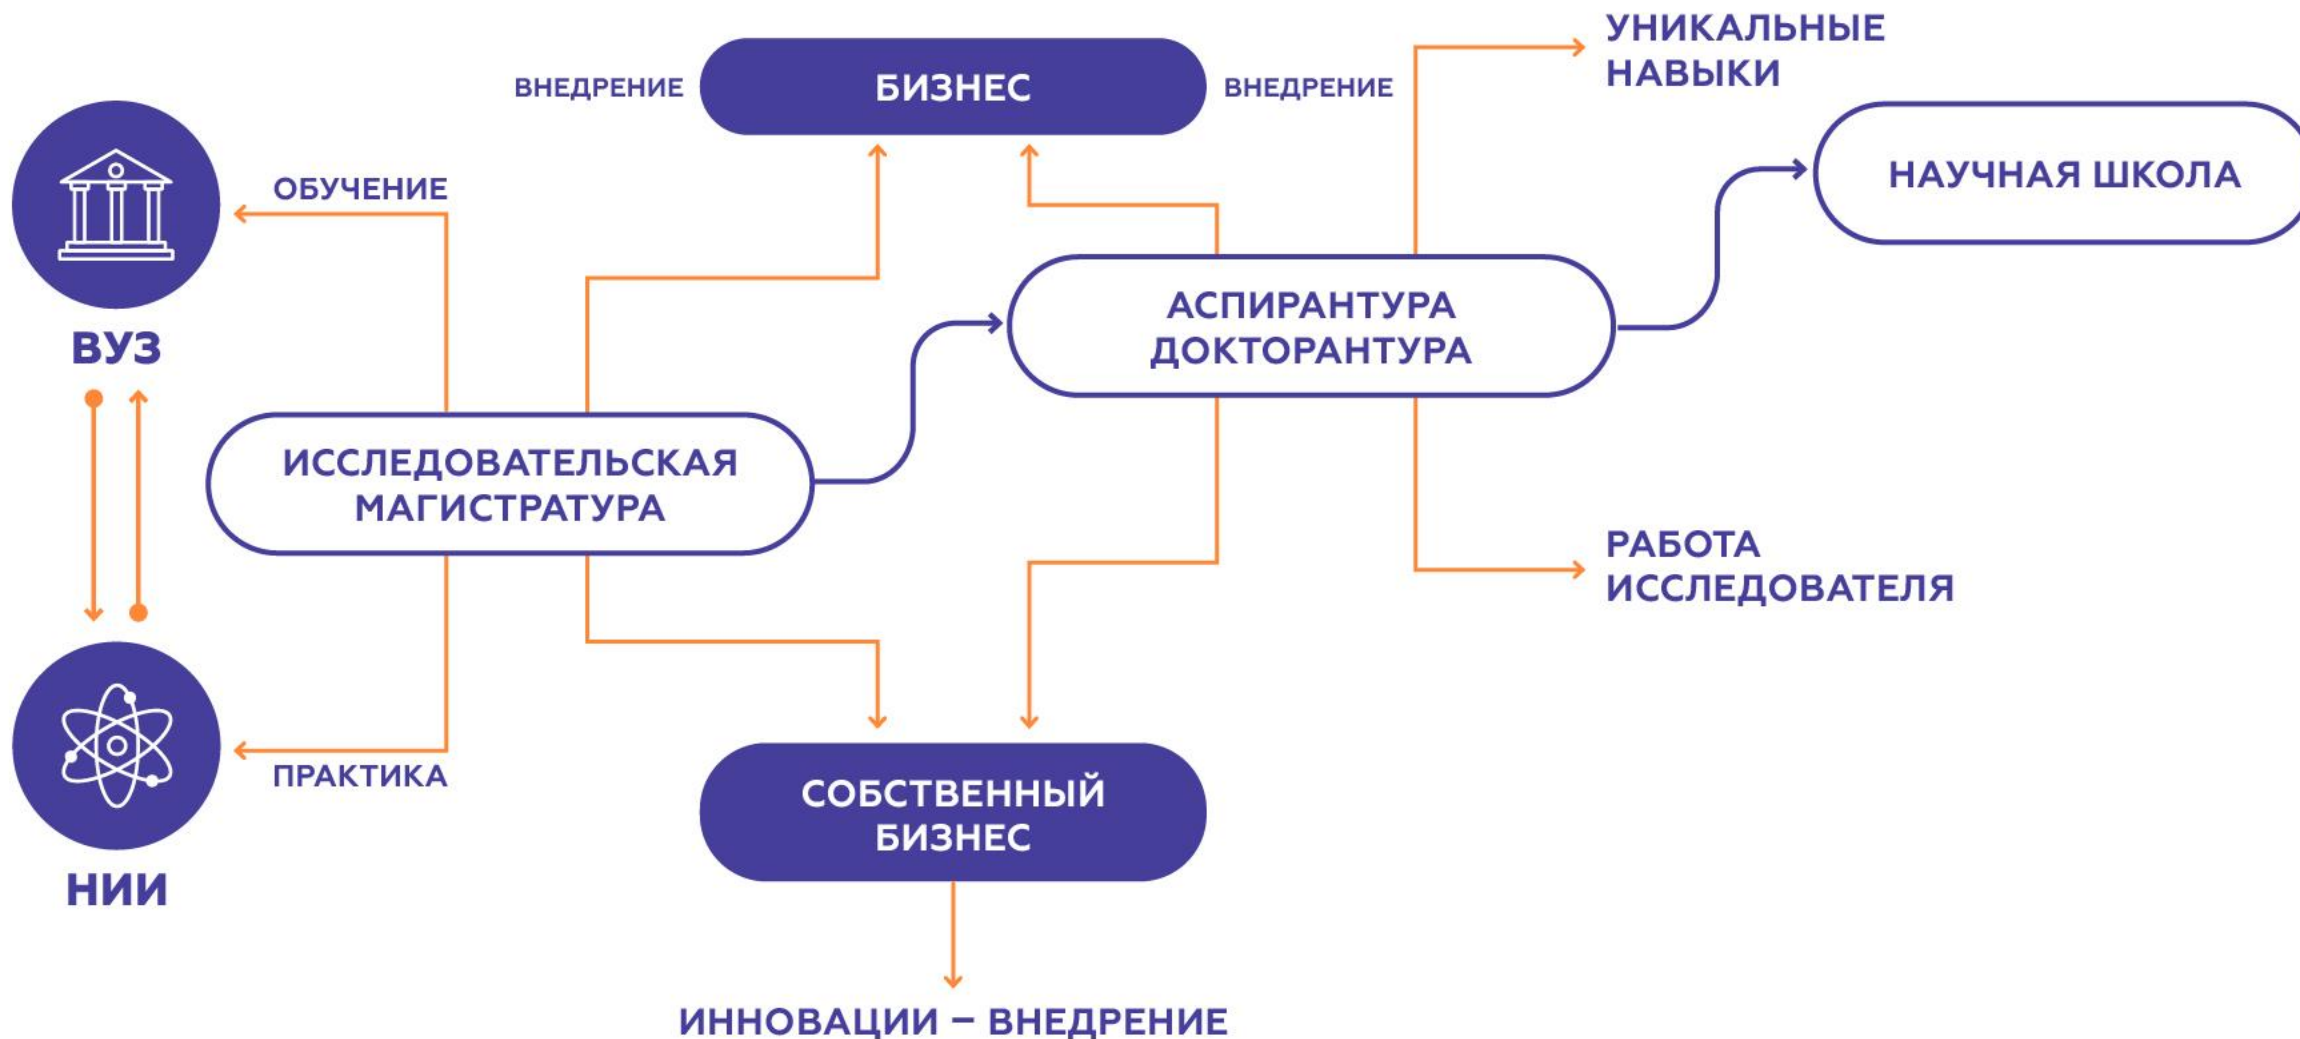 УНИКАЛЬНЫЕ
НАВЫКИ
ВНЕДРЕНИЕ
БИЗНЕС
ВНЕДРЕНИЕ
НАУЧНАЯ ШКОЛА
ОБУЧЕНИЕ
ВУЗ
АСПИРАНТУРА
ДОКТОРАНТУРА
ИССЛЕДОВАТЕЛЬСКАЯ
МАГИСТРАТУРА
РАБОТА
ИССЛЕДОВАТЕЛЯ
ПРАКТИКА
НИИ
СОБСТВЕННЫЙ
БИЗНЕС
ИННОВАЦИИ – ВНЕДРЕНИЕ